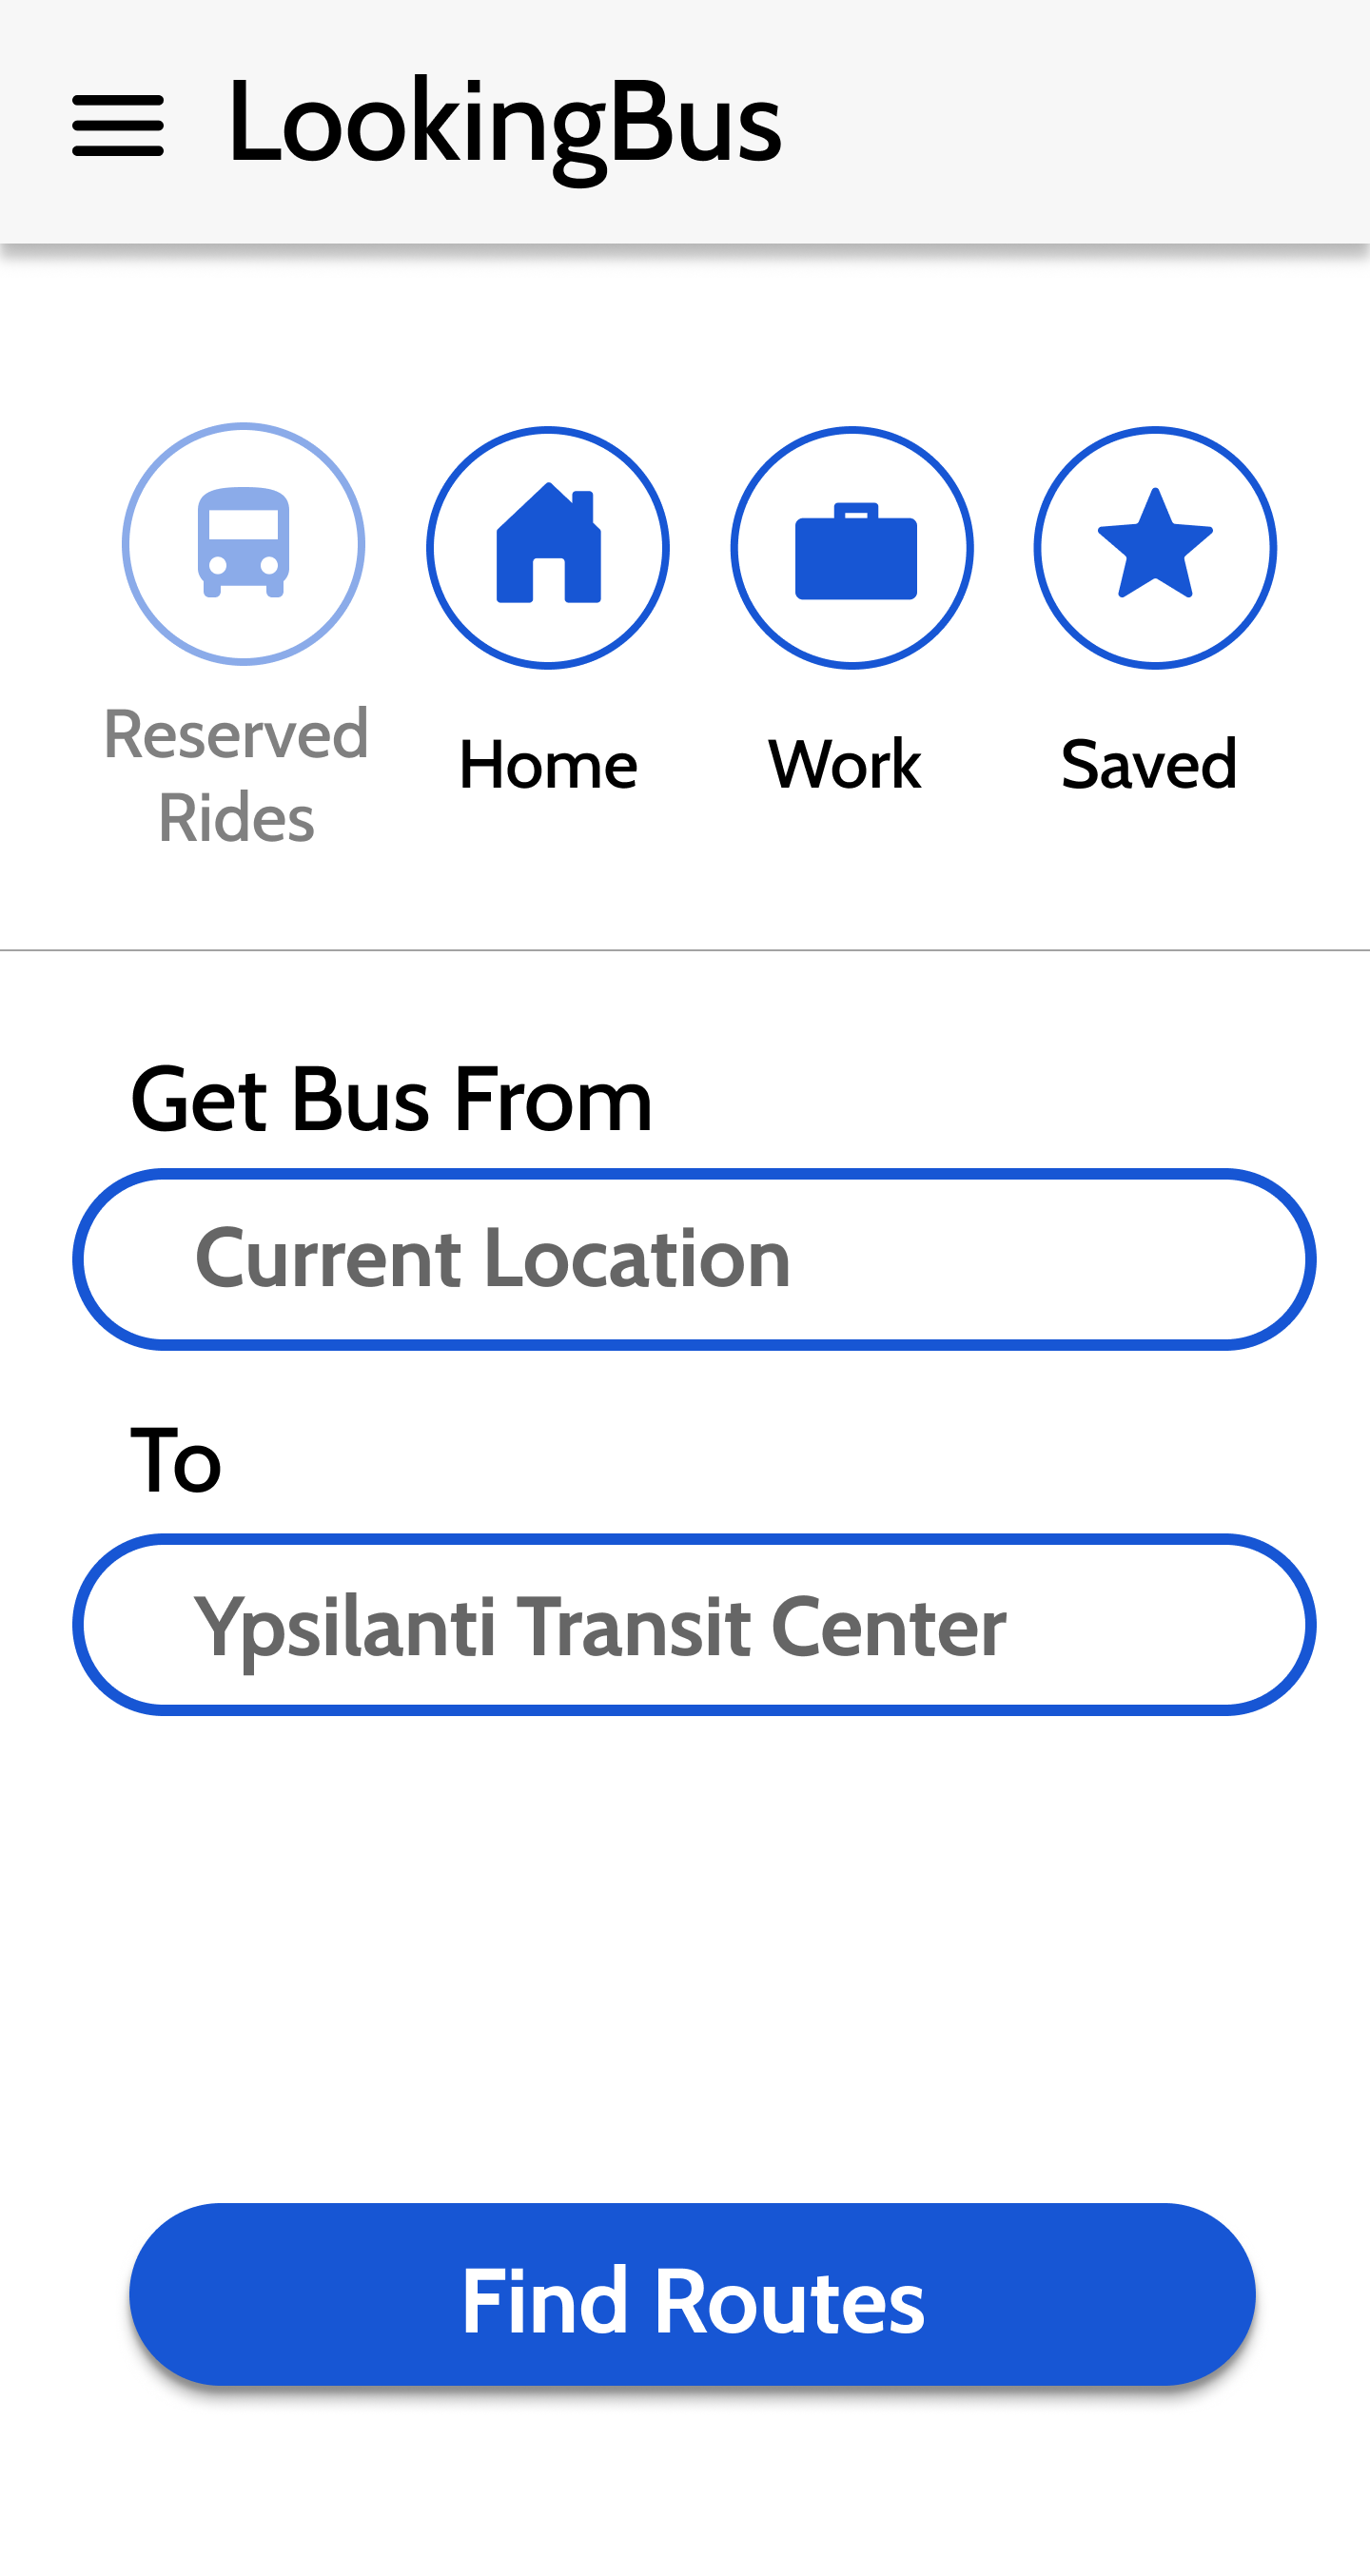 LookingBus
Reserved
Rides
Home
Work
Saved
Get Bus From
Current Location
To
Ypsilanti Transit Center
Find Routes